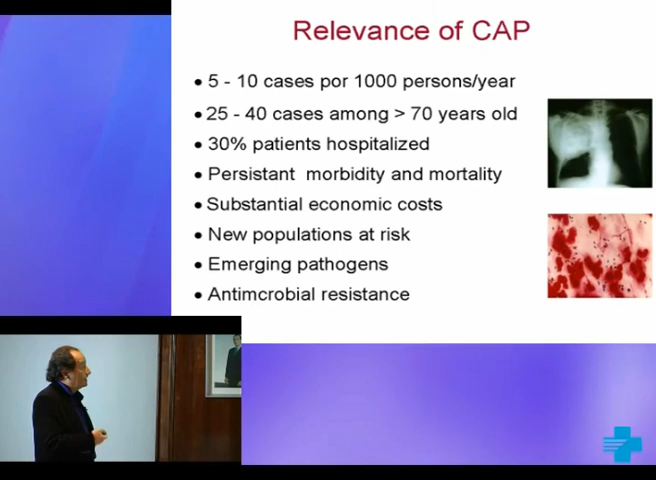 Relevance of CAP
• 5 - 10 cases por 1000 persons/year
• 25 - 40 cases among > 70 years old
• 30% patients hospitalized
• Persistant morbidity and mortality
• Substantial economic costs
• New populations at risk
• Emerging pathogens
• Antimcrobial resistance